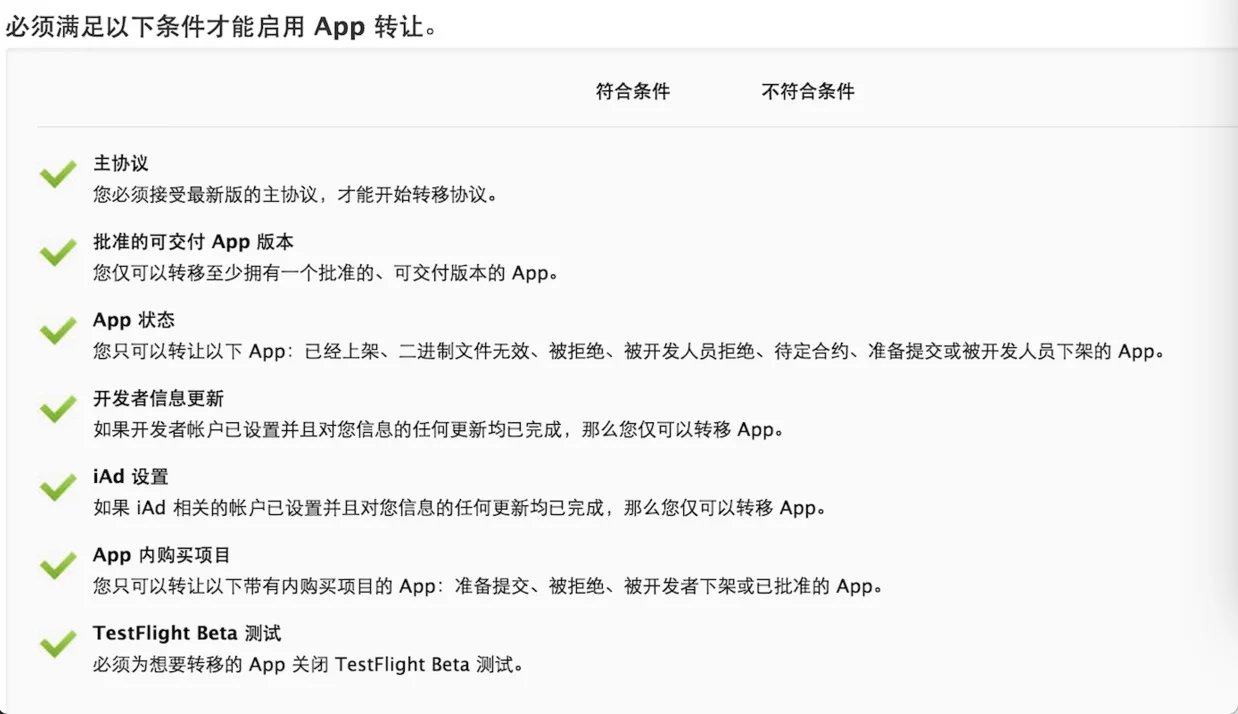 必须满足以下条件才能启用 App 转让。
符合条件 不符合条件
主协议
您必须接受最新版的主协议，才能开始转移协议。
批准的可交付 App 版本
您仅可以转移至少拥有一个批准的、可交付版本的 App。
App 状态
您只可以转让以下 App：已经上架、二进制文件无效、被拒绝、被开发人员拒绝、待定合约、准备提交或被开发人员下架的 App。
开发者信息更新
如果开发者帐户已设置并且对您信息的任何更新均已完成，那么您仅可以转移 App。
iAd 设置
如果 iAd 相关的帐户已设置并且对您信息的任何更新均已完成，那么您仅可以转移 App。
App 内购买项目
您只可以转让以下带有内购买项目的 App：准备提交、被拒绝、被开发者下架或已批准的 App。
TestFlight Beta 测试
必须为想要转移的 App 关闭 TestFlight Beta 测试。